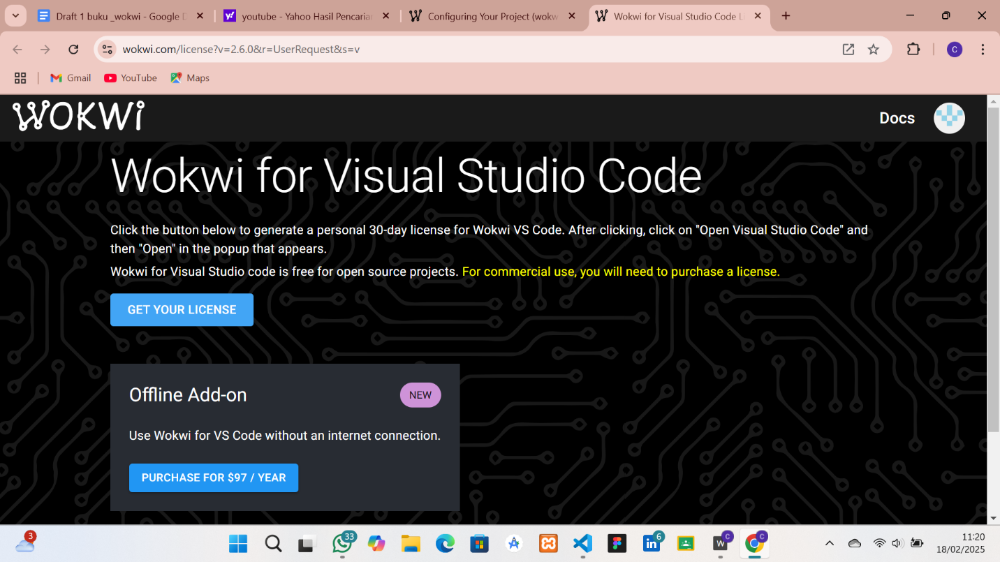 Draft 1 buku _wokwi - Google D
youtube - Yahoo Hasil Pencarian
Configuring Your Project (wokw
Wokwi for Visual Studio Code Li
wokwi.com/license?v=2.6.0&r=UserRequest&s=v
C
Gmail
YouTube
Maps
WOKWi
Docs
Wokwi for Visual Studio Code
Click the button below to generate a personal 30-day license for Wokwi VS Code. After clicking, click on "Open Visual Studio Code" and
then "Open" in the popup that appears.
Wokwi for Visual Studio code is free for open source projects. For commercial use, you will need to purchase a license.
GET YOUR LICENSE
Offline Add-on
NEW
Use Wokwi for VS Code without an internet connection.
PURCHASE FOR $97 / YEAR
3
33
in
6
W
C
C
11:20
18/02/2025